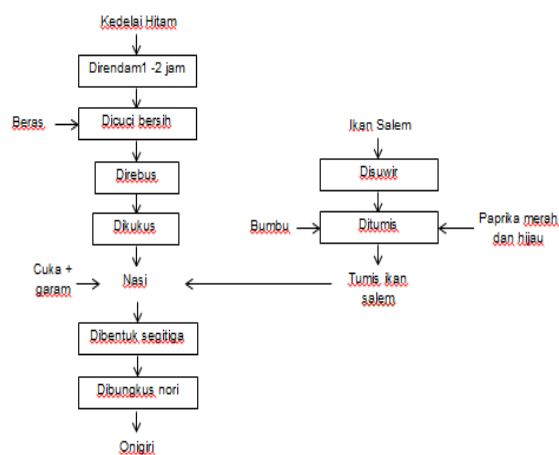 Kedelai Hitam
Direndam1 -2 jam
Beras
Dicuci bersih
Direbus
Dikukus
Cuka +
garam
Nasi
Dibentuk segitiga
Dibungkus nori
Onigiri
Ikan Salem
Disuwir
Bumbu
Ditumis
Paprika merah
dan hijau
Tumis ikan
salem